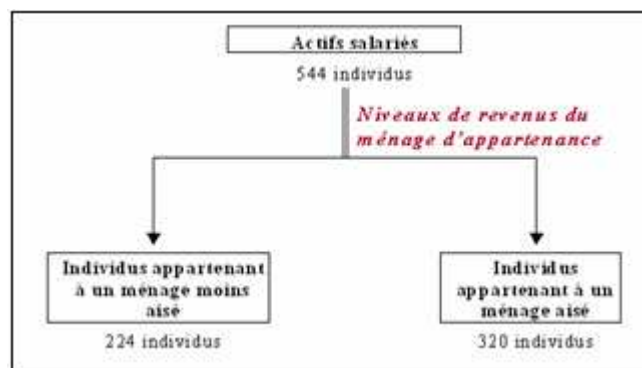 Actifs salariés
544 individus
Niveaux de revenus du
ménage d'appartenance
Individus appartenant
à un ménage moins
aisé
224 individus
Individus
appartenant à un
ménage aisé
320 individus